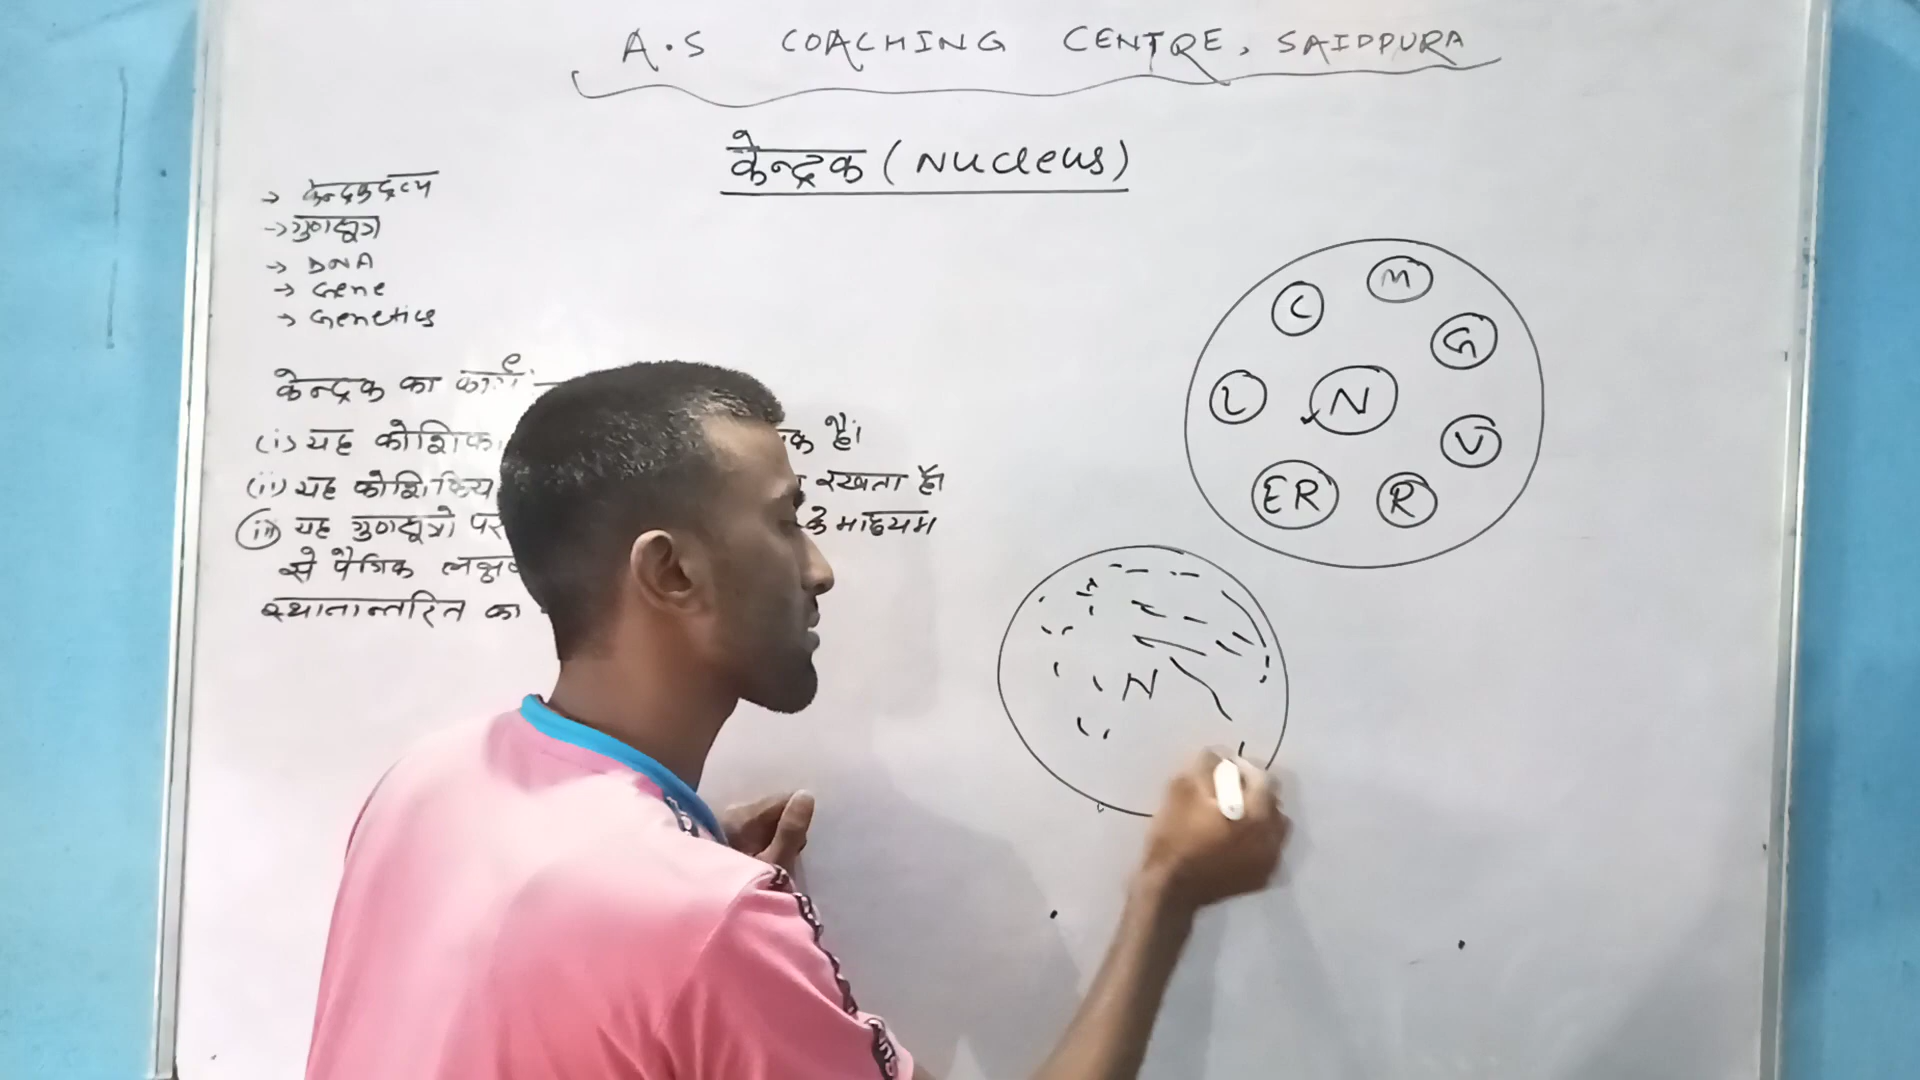 A.S COACHING CENTRE, SAIDPURA
केन्द्रक (Nucleus)
→ केन्द्रकद्रव्य
→ गुणसूत्र
→ DNA
→ Gene
→ Genetics
केन्द्रक का कार्य
(i) यह कोशिका है।
(ii) यह कोशिकिय रखता है।
(iii) यह गुणसूत्रो पर के माध्यम
से पैत्रिक
स्थानान्तरित का
M
C
G
L
N
V
ER
R
N